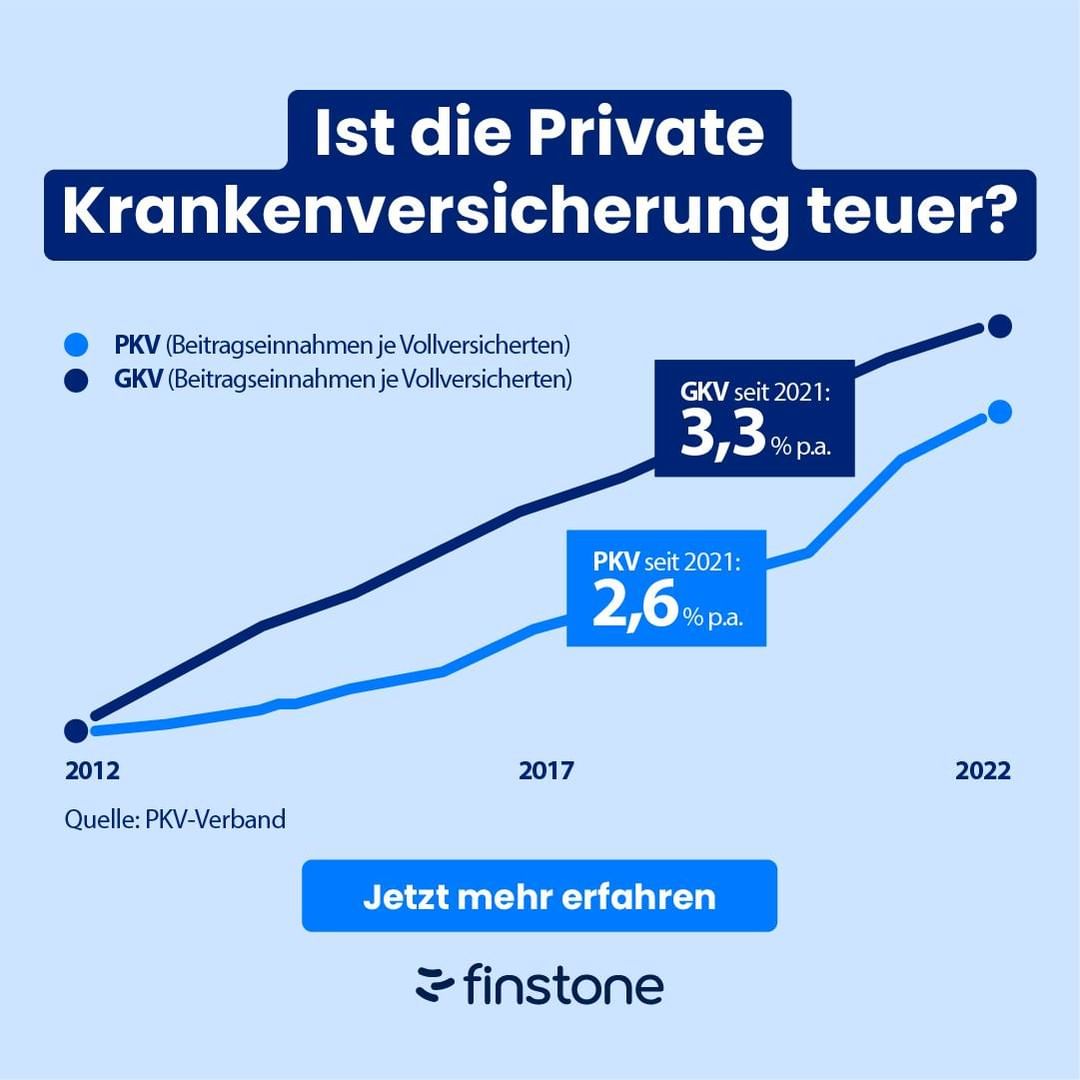 Ist die Private
Krankenversicherung teuer?
PKV (Beitragseinnahmen je Vollversicherten)
GKV (Beitragseinnahmen je Vollversicherten)
GKV seit 2021:
3,3 % p.a.
PKV seit 2021:
2,6 % p.a.
2012 2017 2022
Quelle: PKV-Verband
Jetzt mehr erfahren
finstone